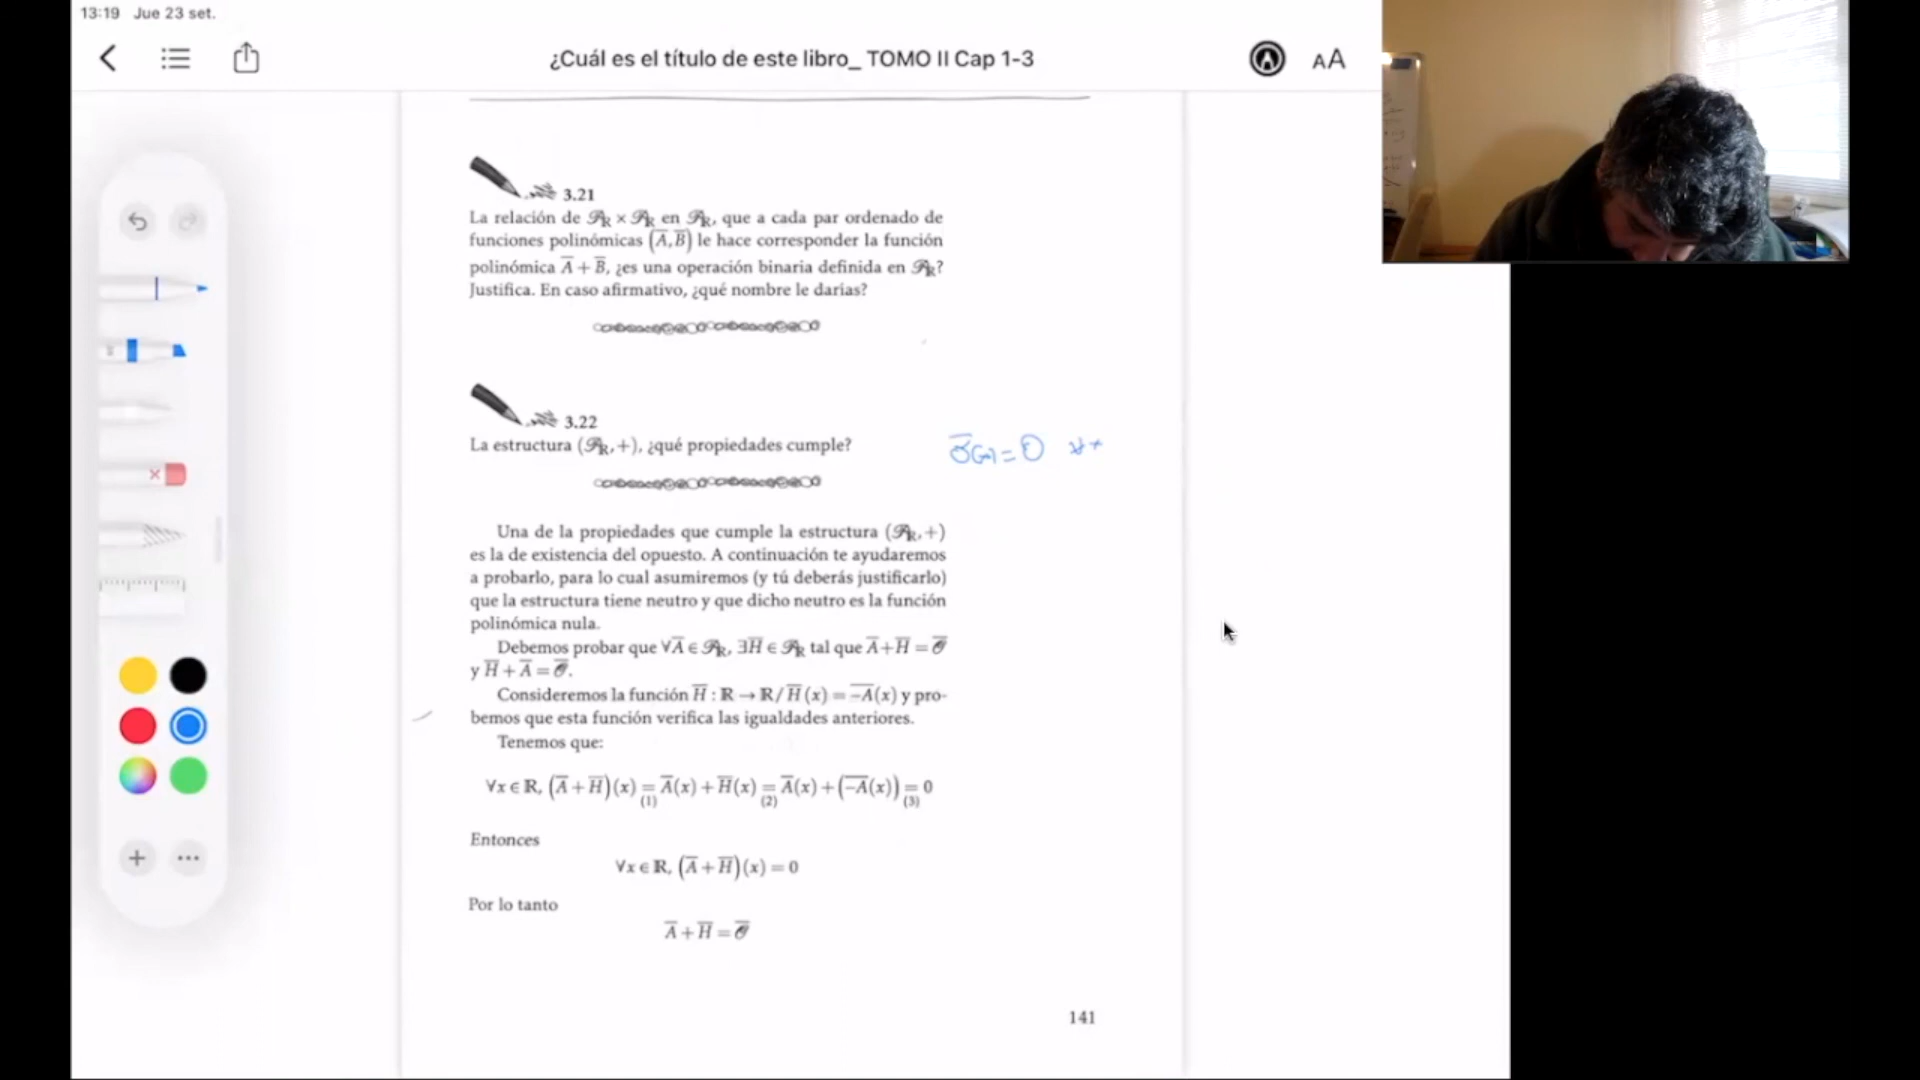 13:19 Jue 23 set.
¿Cuál es el título de este libro_ TOMO II Cap 1-3
AA
3.21
La relación de 𝒫ℝ × 𝒫ℝ en 𝒫ℝ, que a cada par ordenado de
funciones polinómicas (A̅,B̅) le hace corresponder la función
polinómica A̅ + B̅, ¿es una operación binaria definida en 𝒫ℝ?
Justifica. En caso afirmativo, ¿qué nombre le darías?
3.22
La estructura (𝒫ℝ,+), ¿qué propiedades cumple?
O̅(x) = 0 ∀x
Una de la propiedades que cumple la estructura (𝒫ℝ,+)
es la de existencia del opuesto. A continuación te ayudaremos
a probarlo, para lo cual asumiremos (y tú deberás justificarlo)
que la estructura tiene neutro y que dicho neutro es la función
polinómica nula.
Debemos probar que ∀A̅ ∈ 𝒫ℝ, ∃H̅ ∈ 𝒫ℝ tal que A̅+H̅ = 𝒪̅
y H̅ + A̅ = 𝒪̅.
Consideremos la función H̅ : ℝ → ℝ / H̅(x) = −̅A̅(x) y pro-
bemos que esta función verifica las igualdades anteriores.
Tenemos que:
∀x ∈ ℝ, (A̅ + H̅)(x) =(1) A̅(x) + H̅(x) =(2) A̅(x) + (−̅A̅(x)) =(3) 0
Entonces
∀x ∈ ℝ, (A̅ + H̅)(x) = 0
Por lo tanto
A̅ + H̅ = 𝒪̅
141